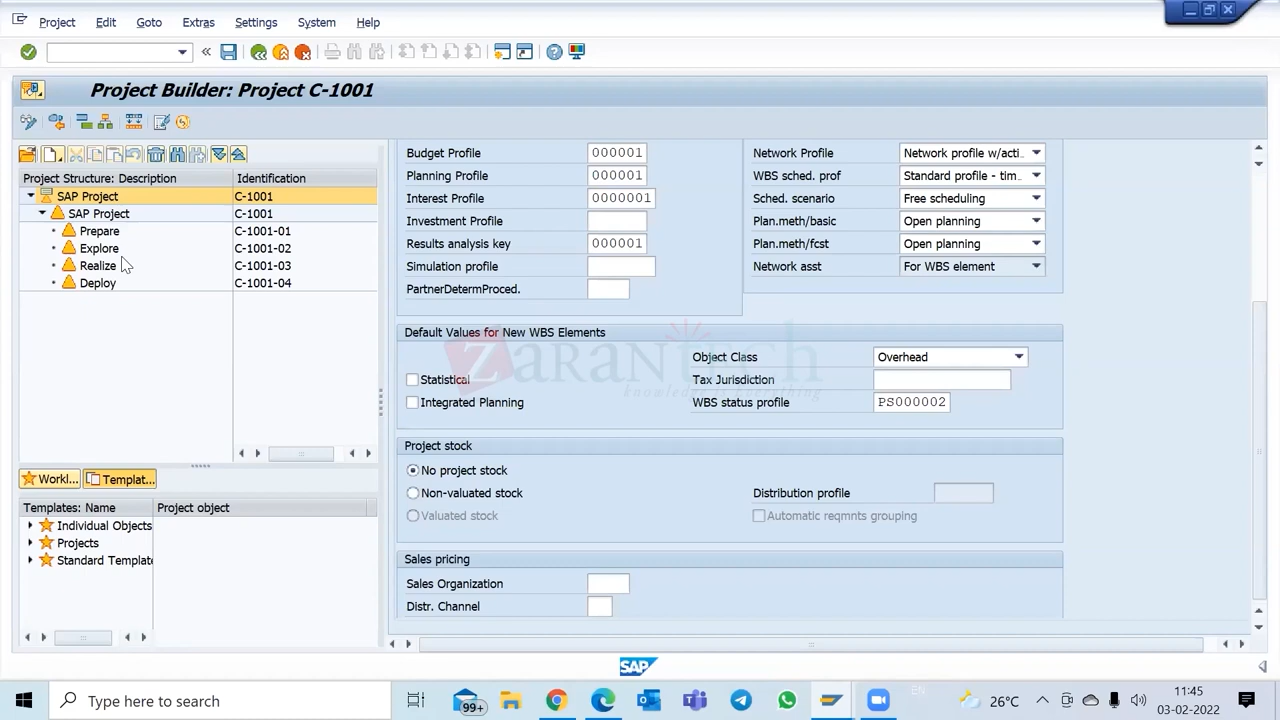 Project Edit Goto Extras Settings System Help
Project Builder: Project C-1001
Project Structure: Description Identification
SAP Project C-1001
SAP Project C-1001
Prepare C-1001-01
Explore C-1001-02
Realize C-1001-03
Deploy C-1001-04
Workl... Templat...
Templates: Name Project object
Individual Objects
Projects
Standard Template
Budget Profile 000001
Planning Profile 000001
Interest Profile 0000001
Investment Profile
Results analysis key 000001
Simulation profile
PartnerDetermProced.
Network Profile Network profile w/acti..
WBS sched. prof Standard profile - tim..
Sched. scenario Free scheduling
Plan.meth/basic Open planning
Plan.meth/fcst Open planning
Network asst For WBS element
Default Values for New WBS Elements
Statistical
Integrated Planning
Object Class Overhead
Tax Jurisdiction
WBS status profile PS000002
ZARANtech
knowledge is Everything
Project stock
No project stock
Non-valuated stock
Valuated stock
Distribution profile
Automatic reqmnts grouping
Sales pricing
Sales Organization
Distr. Channel
SAP
Type here to search
99+
EN
26°C
11:45
03-02-2022